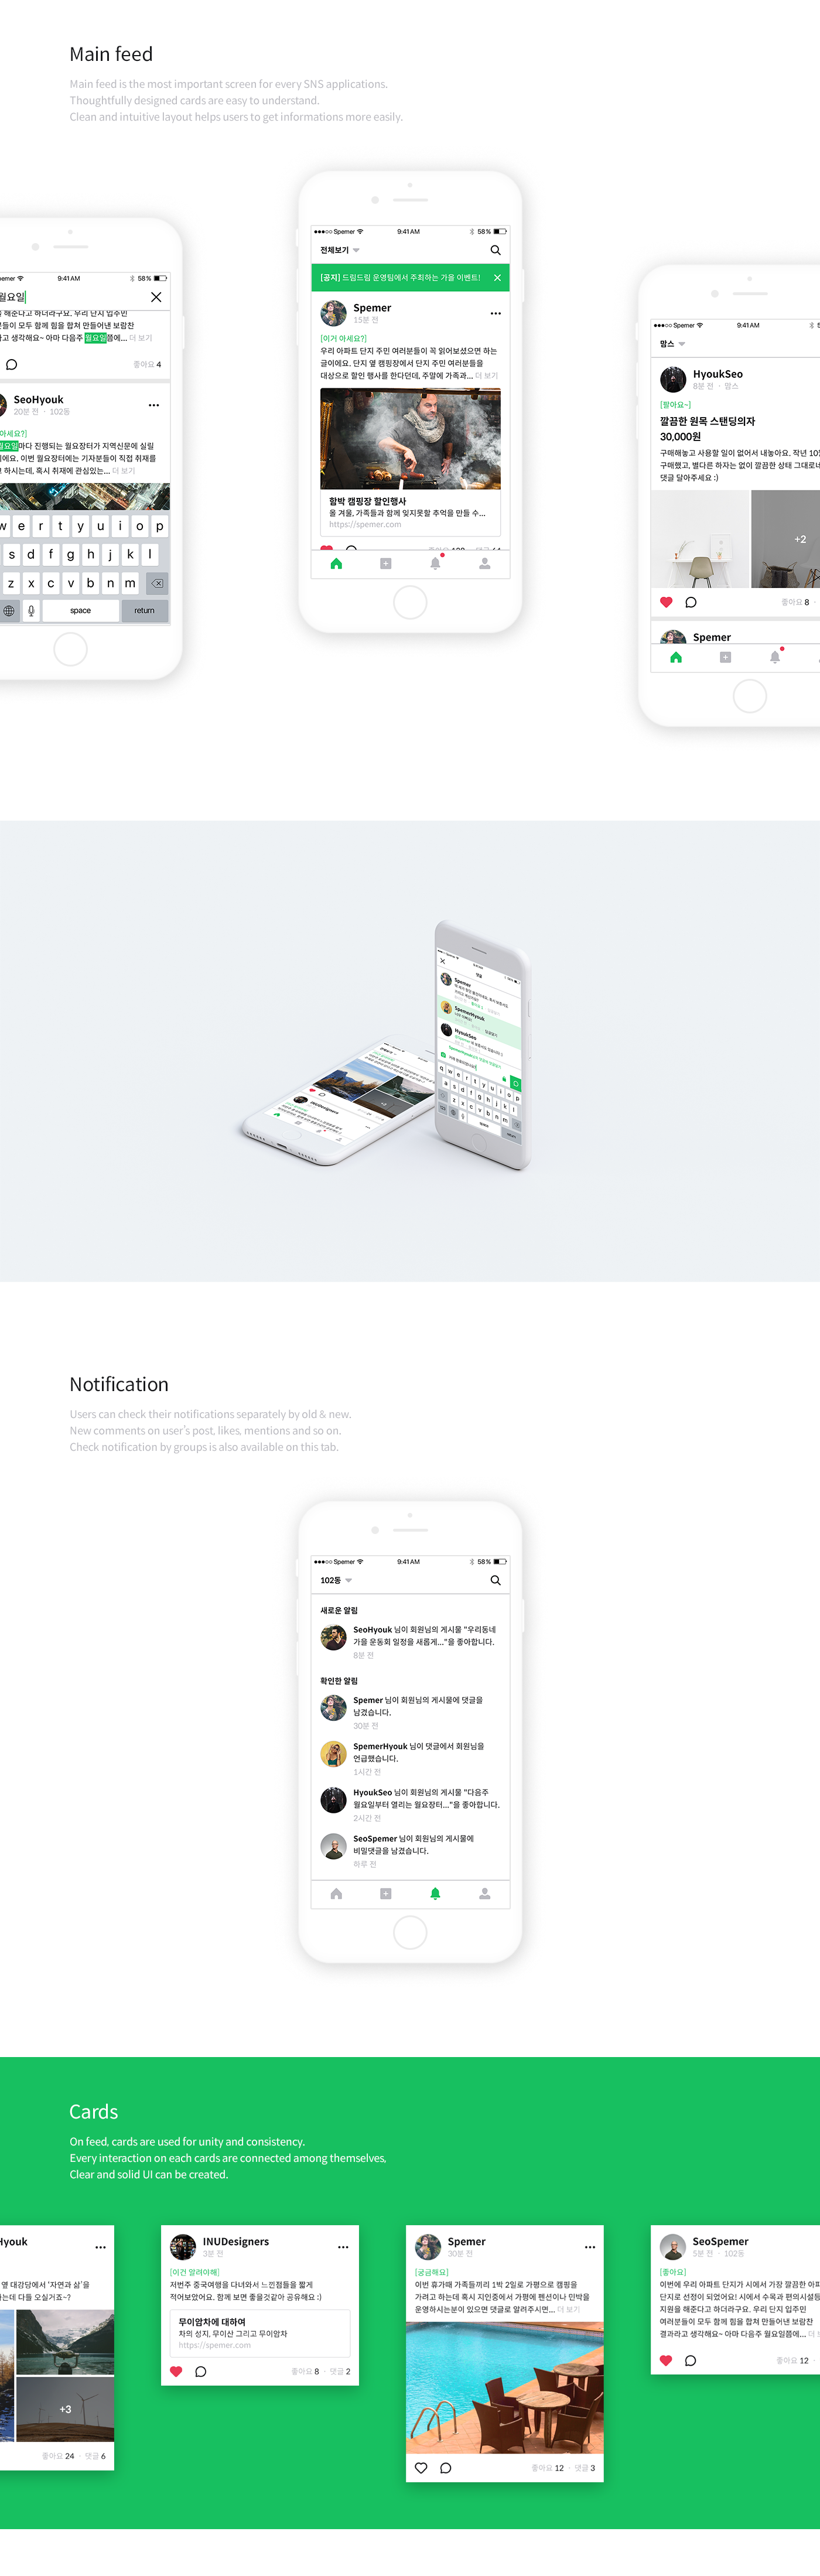 Main feed
Main feed is the most important screen for every SNS applications.
Thoughtfully designed cards are easy to understand.
Clean and intuitive layout helps users to get informations more easily.
9:41 AM
58%
월요일
해준다고 하더라구요. 우리 단지 입주민
들이 모두 함께 힘을 합쳐 만들어낸 보람찬
고 생각해요~ 아마 다음주 월요일쯤에... 더 보기
좋아요 4
SeoHyouk
20분 전 · 102동
아세요?]
월요일마다 진행되는 월요장터가 지역신문에 실릴
에요. 이번 월요장터에는 기자분들이 직접 취재를
하시는데, 혹시 취재에 관심있는... 더 보기
w e r t y u i o p
s d f g h j k l
z x c v b n m
space
return
Spemer
9:41 AM
58%
전체보기
[공지] 드림드림 운영팀에서 주최하는 가을 이벤트!
Spemer
15분 전
[이거 아세요?]
우리 아파트 단지 주민 여러분들이 꼭 읽어보셨으면 하는
글이에요. 단지 옆 캠핑장에서 단지 주민 여러분들을
대상으로 할인 행사를 한다던데, 주말에 가족과... 더 보기
함박 캠핑장 할인행사
올 겨울, 가족들과 함께 잊지못할 추억을 만들 수...
https://spemer.com
Spemer
9:41 AM
맘스
HyoukSeo
8분 전 · 맘스
[팔아요~]
깔끔한 원목 스탠딩의자
30,000원
구매해놓고 사용할 일이 없어서 내놓아요. 작년 10월
구매했고, 별다른 하자는 없이 깔끔한 상태 그대로네
댓글 달아주세요 :)
+2
좋아요 8 ·
Spemer
댓글
Spemer
SpemerHyouk
HyoukSeo
q w e r t y u i o p
a s d f g h j k l
z x c v b n m
INUDesigners
Notification
Users can check their notifications separately by old & new.
New comments on user's post, likes, mentions and so on.
Check notification by groups is also available on this tab.
Spemer
9:41 AM
58%
102동
새로운 알림
SeoHyouk 님이 회원님의 게시물 "우리동네
가을 운동회 일정을 새롭게..."을 좋아합니다.
8분 전
확인한 알림
Spemer 님이 회원님의 게시물에 댓글을
남겼습니다.
30분 전
SpemerHyouk 님이 댓글에서 회원님을
언급했습니다.
1시간 전
HyoukSeo 님이 회원님의 게시물 "다음주
월요일부터 열리는 월요장터..."을 좋아합니다.
2시간 전
SeoSpemer 님이 회원님의 게시물에
비밀댓글을 남겼습니다.
하루 전
Cards
On feed, cards are used for unity and consistency.
Every interaction on each cards are connected among themselves,
Clear and solid UI can be created.
Hyouk
옆 대강당에서 '자연과 삶'을
는데 다들 오실거죠~?
+3
좋아요 24 · 댓글 6
INUDesigners
3분 전
[이건 알려야해]
저번주 중국여행을 다녀와서 느낀점들을 짧게
적어보았어요. 함께 보면 좋을것같아 공유해요 :)
무이암차에 대하여
차의 성지, 무이산 그리고 무이암차
https://spemer.com
좋아요 8 · 댓글 2
Spemer
30분 전
[궁금해요]
이번 휴가때 가족들끼리 1박 2일로 가평으로 캠핑을
가려고 하는데 혹시 지인중에서 가평에 펜션이나 민박을
운영하시는분이 있으면 댓글로 알려주시면... 더 보기
좋아요 12 · 댓글 3
SeoSpemer
5분 전 · 102동
[좋아요]
이번에 우리 아파트 단지가 시에서 가장 깔끔한 아파
단지로 선정이 되었어요! 시에서 수목과 편의시설등
지원을 해준다고 하더라구요. 우리 단지 입주민
여러분들이 모두 함께 힘을 합쳐 만들어낸 보람찬
결과라고 생각해요~ 아마 다음주 월요일쯤에... 더 보
좋아요 12 ·